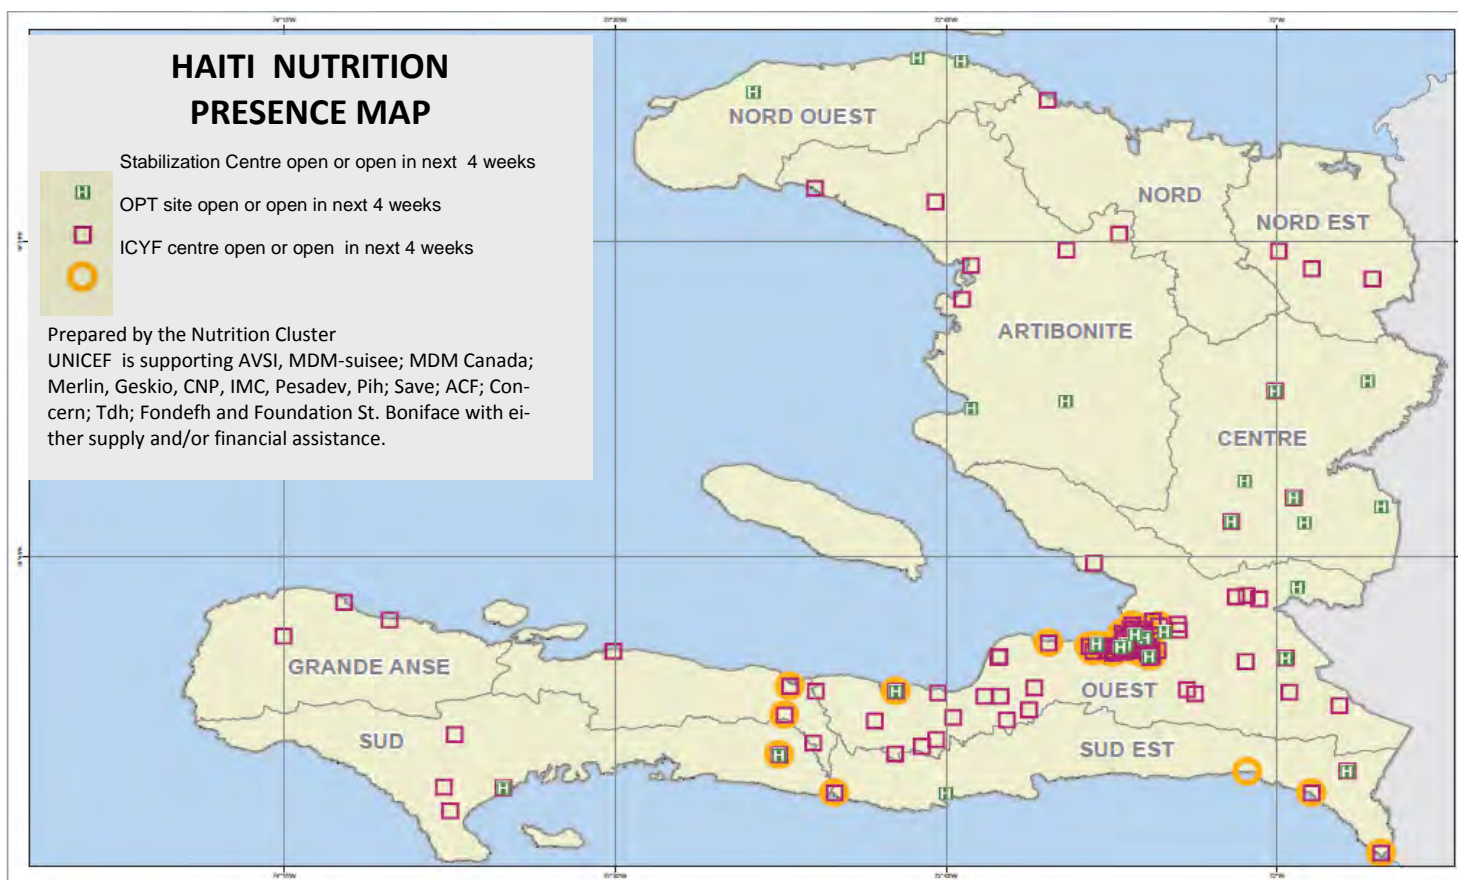 HAITI NUTRITION
PRESENCE MAP
Stabilization Centre open or open in next 4 weeks
OPT site open or open in next 4 weeks
ICYF centre open or open in next 4 weeks
Prepared by the Nutrition Cluster
UNICEF is supporting AVSI, MDM-suisee; MDM Canada;
Merlin, Geskio, CNP, IMC, Pesadev, Pih; Save; ACF; Con-
cern; Tdh; Fondefh and Foundation St. Boniface with ei-
ther supply and/or financial assistance.
NORD OUEST
NORD
NORD EST
ARTIBONITE
CENTRE
GRANDE ANSE
OUEST
SUD
SUD EST